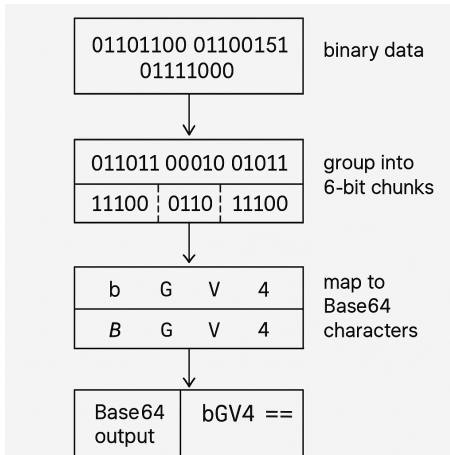 01101100 01100151
01111000
binary data
011011 00010 01011
11100 0110 11100
group into
6-bit chunks
b G V 4
B G V 4
map to
Base64
characters
Base64
output
bGV4 ==